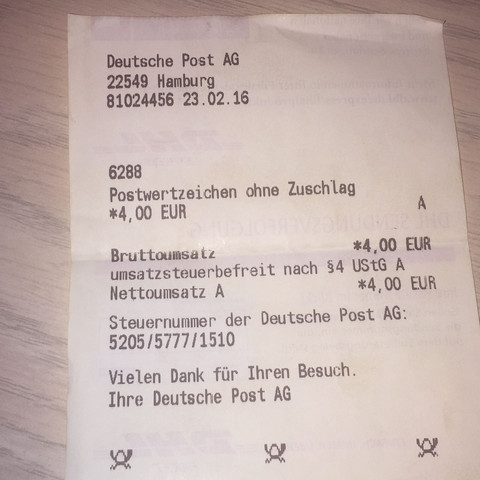 Deutsche Post AG
22549 Hamburg
81024456 23.02.16
6288
Postwertzeichen ohne Zuschlag
*4,00 EUR A
Bruttoumsatz *4,00 EUR
umsatzsteuerbefreit nach §4 UStG A
Nettoumsatz A *4,00 EUR
Steuernummer der Deutsche Post AG:
5205/5777/1510
Vielen Dank für Ihren Besuch.
Ihre Deutsche Post AG